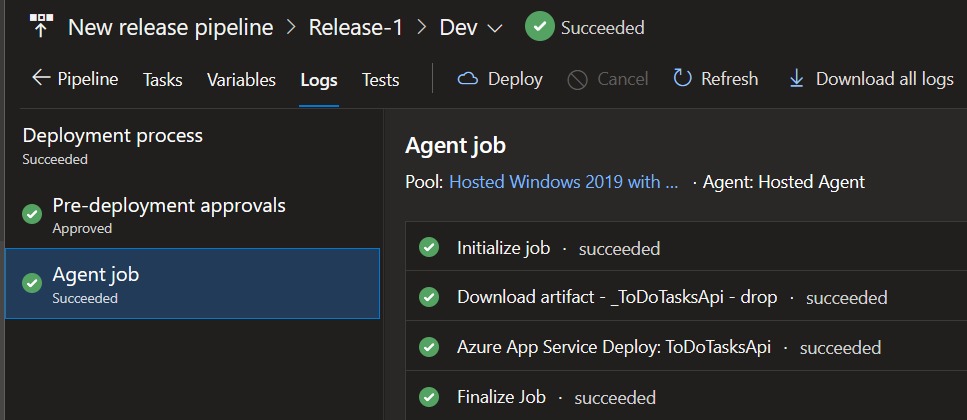 New release pipeline > Release-1 > Dev Succeeded
Pipeline Tasks Variables Logs Tests Deploy Cancel Refresh Download all logs
Deployment process
Succeeded
Pre-deployment approvals
Approved
Agent job
Succeeded
Agent job
Pool: Hosted Windows 2019 with ... · Agent: Hosted Agent
Initialize job · succeeded
Download artifact - _ToDoTasksApi - drop · succeeded
Azure App Service Deploy: ToDoTasksApi · succeeded
Finalize Job · succeeded